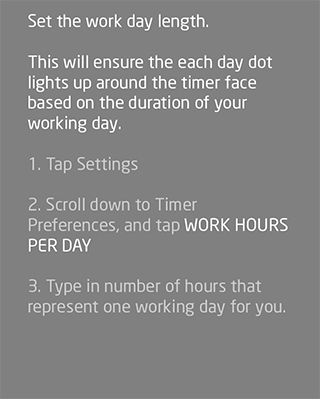 Set the work day length.
This will ensure the each day dot
lights up around the timer face
based on the duration of your
working day.
1. Tap Settings
2. Scroll down to Timer
Preferences, and tap WORK HOURS
PER DAY
3. Type in number of hours that
represent one working day for you.